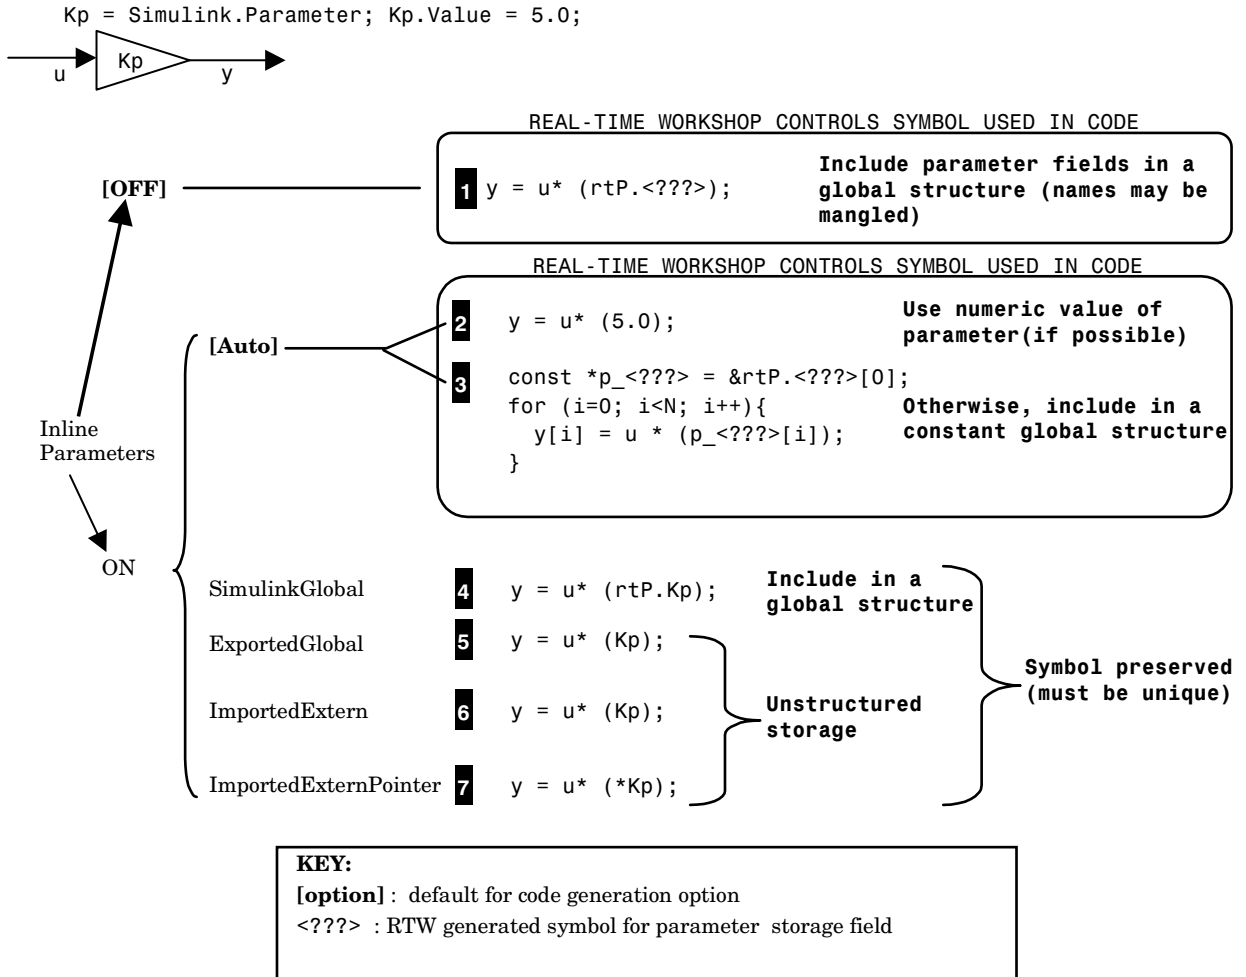 Kp = Simulink.Parameter; Kp.Value = 5.0;
Kp
u
y
REAL-TIME WORKSHOP CONTROLS SYMBOL USED IN CODE
[OFF]
1 y = u* (rtP.<???>);
Include parameter fields in a
global structure (names may be
mangled)
REAL-TIME WORKSHOP CONTROLS SYMBOL USED IN CODE
[Auto]
2 y = u* (5.0);
Use numeric value of
parameter(if possible)
3 const *p_<???> = &rtP.<???>[0];
for (i=0; i<N; i++){
y[i] = u * (p_<???>[i]);
}
Otherwise, include in a
constant global structure
Inline
Parameters
ON
SimulinkGlobal 4 y = u* (rtP.Kp);
Include in a
global structure
ExportedGlobal 5 y = u* (Kp);
ImportedExtern 6 y = u* (Kp);
Unstructured
storage
Symbol preserved
(must be unique)
ImportedExternPointer 7 y = u* (*Kp);
KEY:
[option] : default for code generation option
<???> : RTW generated symbol for parameter storage field